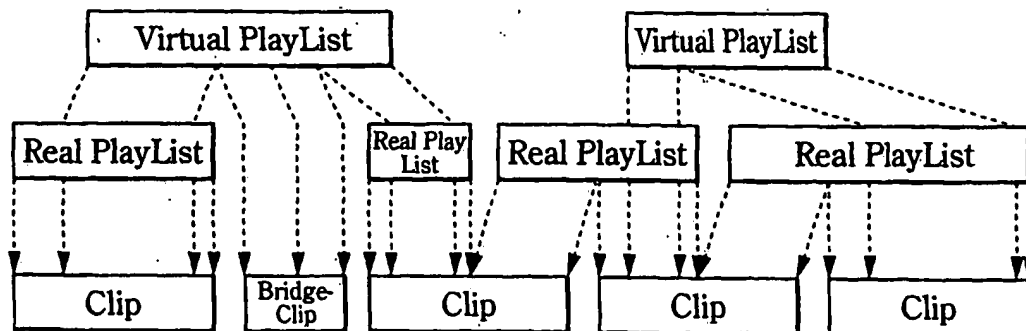 Virtual PlayList
Virtual PlayList
Real PlayList
Real Play
List
Real PlayList
Real PlayList
Clip
Bridge-
Clip
Clip
Clip
Clip